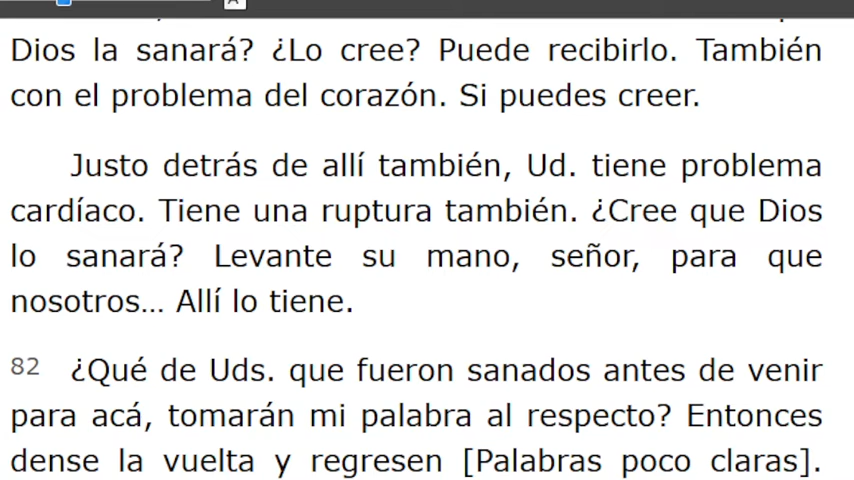 Dios la sanará? ¿Lo cree? Puede recibirlo. También
con el problema del corazón. Si puedes creer.
Justo detrás de allí también, Ud. tiene problema
cardíaco. Tiene una ruptura también. ¿Cree que Dios
lo sanará? Levante su mano, señor, para que
nosotros... Allí lo tiene.
82 ¿Qué de Uds. que fueron sanados antes de venir
para acá, tomarán mi palabra al respecto? Entonces
dense la vuelta y regresen [Palabras poco claras].